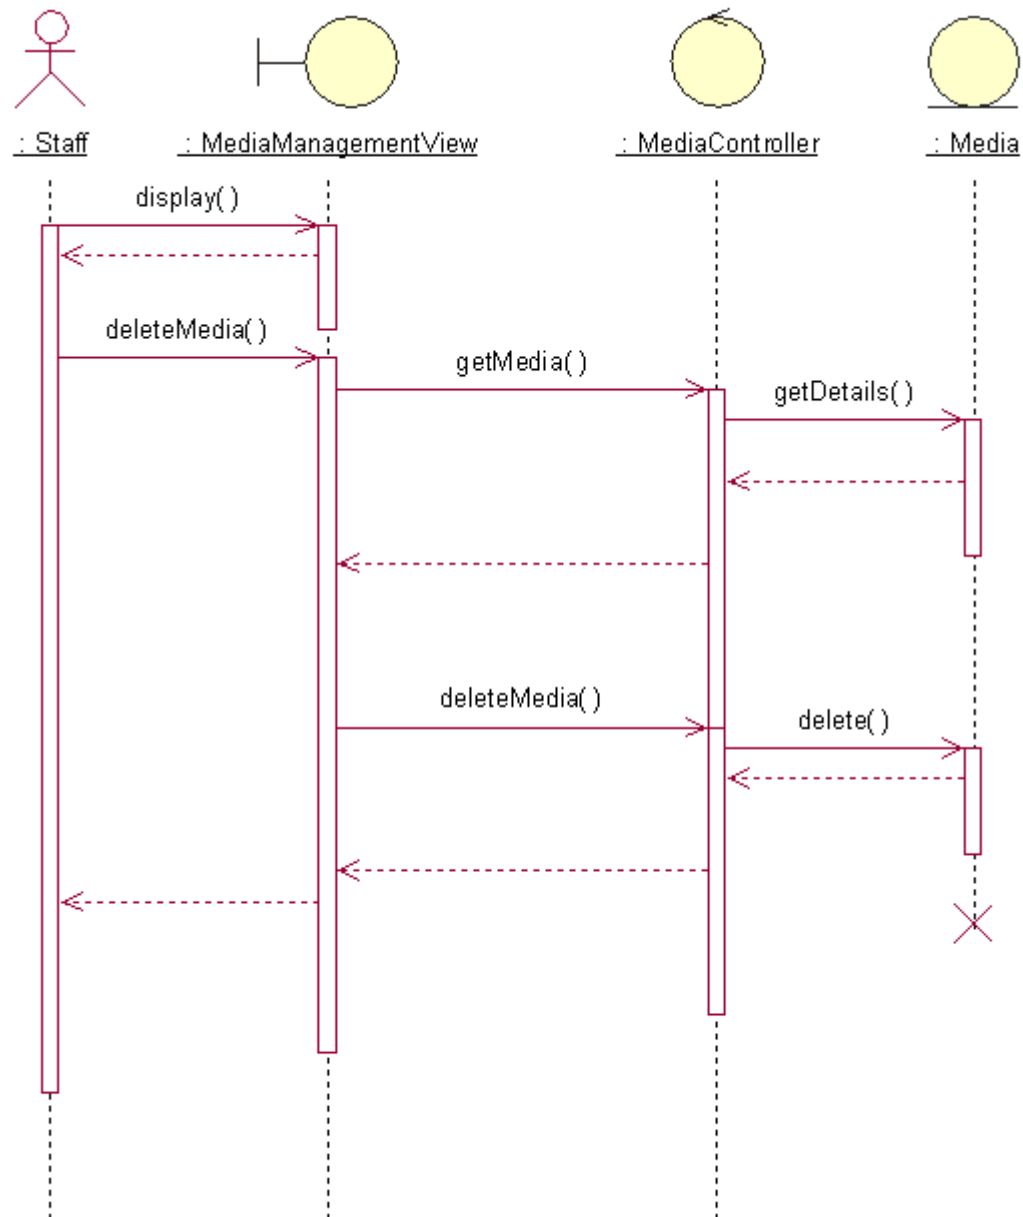 : Staff
: MediaManagementView
: MediaController
: Media
display( )
deleteMedia( )
getMedia( )
getDetails( )
deleteMedia( )
delete( )